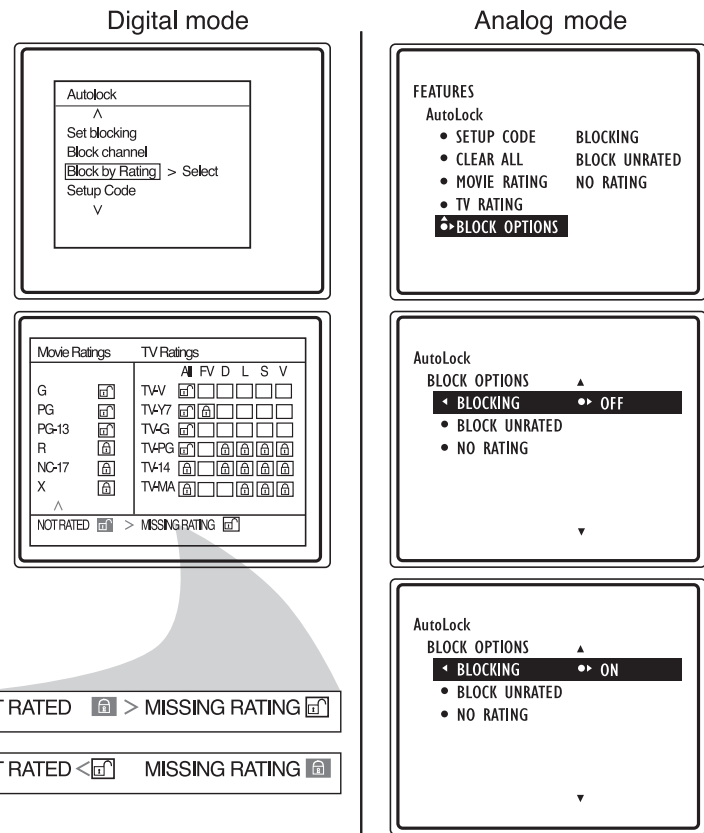 Digital mode
Autolock
Set blocking
Block channel
Block by Rating > Select
Setup Code
Movie Ratings TV Ratings
All FV D L S V
G TV-V
PG TV-Y7
PG-13 TV-G
R TV-PG
NC-17 TV-14
X TV-MA
NOT RATED > MISSING RATING
T RATED > MISSING RATING
T RATED < MISSING RATING
Analog mode
FEATURES
AutoLock
• SETUP CODE BLOCKING
• CLEAR ALL BLOCK UNRATED
• MOVIE RATING NO RATING
• TV RATING
BLOCK OPTIONS
AutoLock
BLOCK OPTIONS
BLOCKING OFF
• BLOCK UNRATED
• NO RATING
AutoLock
BLOCK OPTIONS
BLOCKING ON
• BLOCK UNRATED
• NO RATING